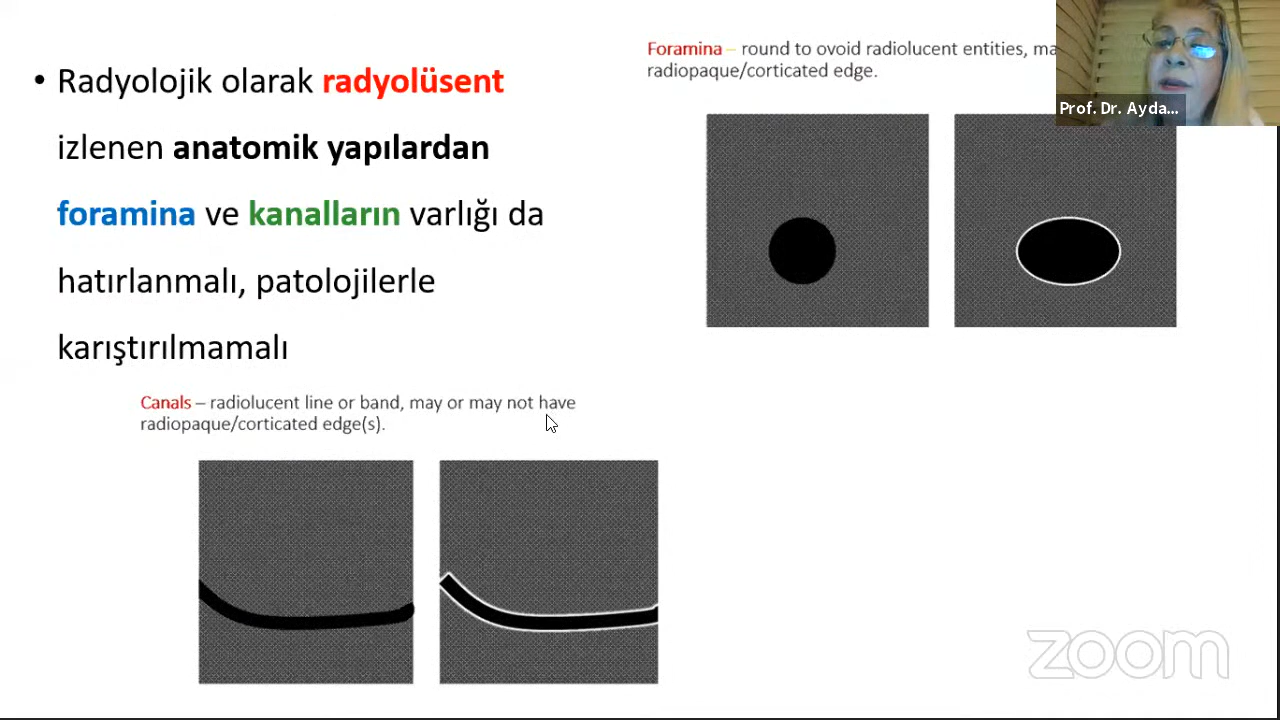 • Radyolojik olarak radyolüsent
izlenen anatomik yapılardan
foramina ve kanalların varlığı da
hatırlanmalı, patolojilerle
karıştırılmamalı
Foramina – round to ovoid radiolucent entities,
radiopaque/corticated edge.
Prof. Dr. Ayda...
Canals – radiolucent line or band, may or may not have
radiopaque/corticated edge(s).
zoom